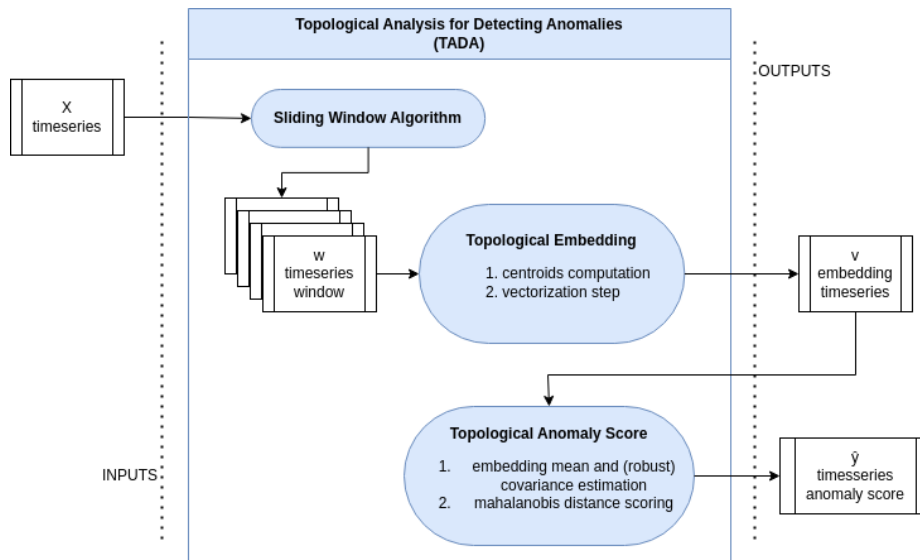 Topological Analysis for Detecting Anomalies
(TADA)
OUTPUTS
X
timeseries
Sliding Window Algorithm
w
timeseries
window
Topological Embedding
1. centroids computation
2. vectorization step
v
embedding
timeseries
Topological Anomaly Score
1. embedding mean and (robust)
covariance estimation
2. mahalanobis distance scoring
INPUTS
ŷ
timesseries
anomaly score